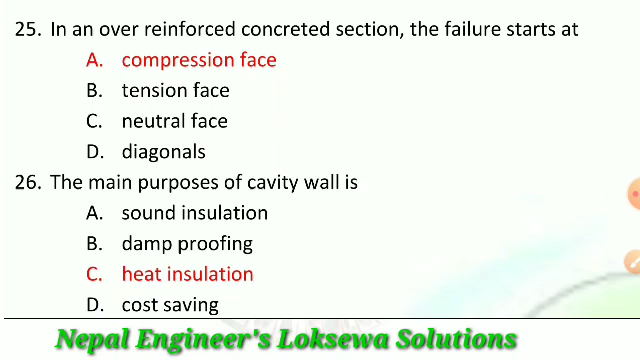 25. In an over reinforced concreted section, the failure starts at
A. compression face
B. tension face
C. neutral face
D. diagonals
26. The main purposes of cavity wall is
A. sound insulation
B. damp proofing
C. heat insulation
D. cost saving
Nepal Engineer's Loksewa Solutions